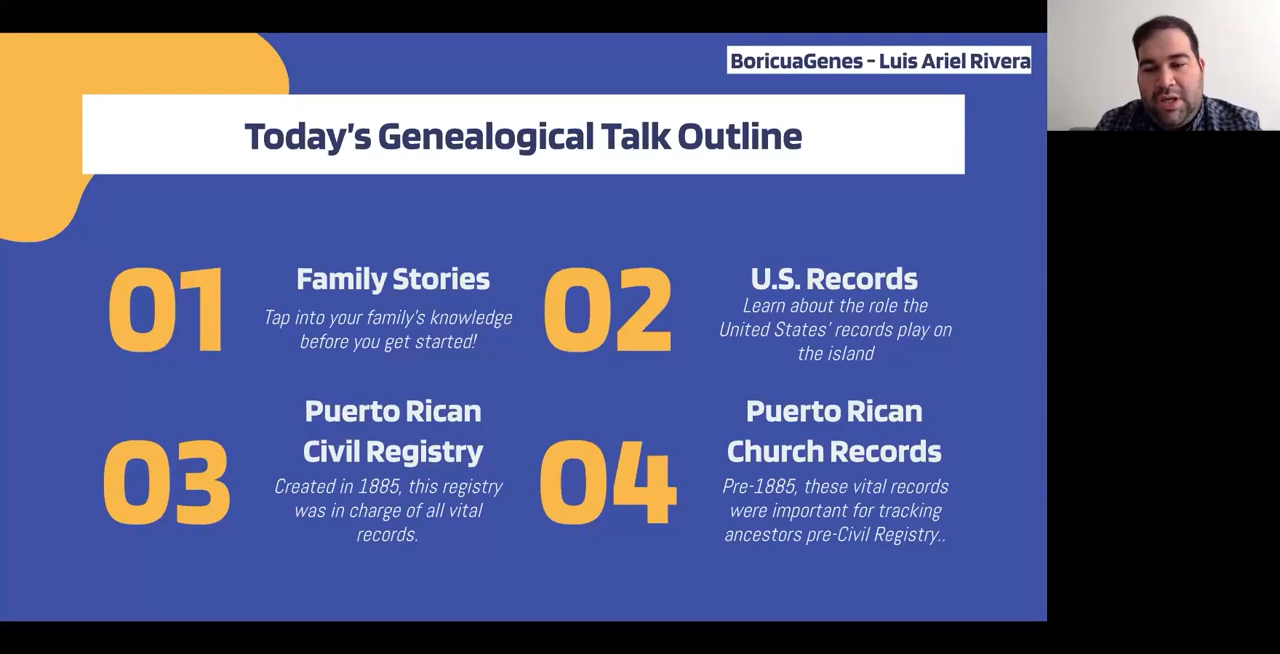 BoricuaGenes - Luis Ariel Rivera
Today's Genealogical Talk Outline
01
Family Stories
Tap into your family's knowledge
before you get started!
02
U.S. Records
Learn about the role the
United States' records play on
the island
03
Puerto Rican
Civil Registry
Created in 1885, this registry
was in charge of all vital
records.
04
Puerto Rican
Church Records
Pre-1885, these vital records
were important for tracking
ancestors pre-Civil Registry..